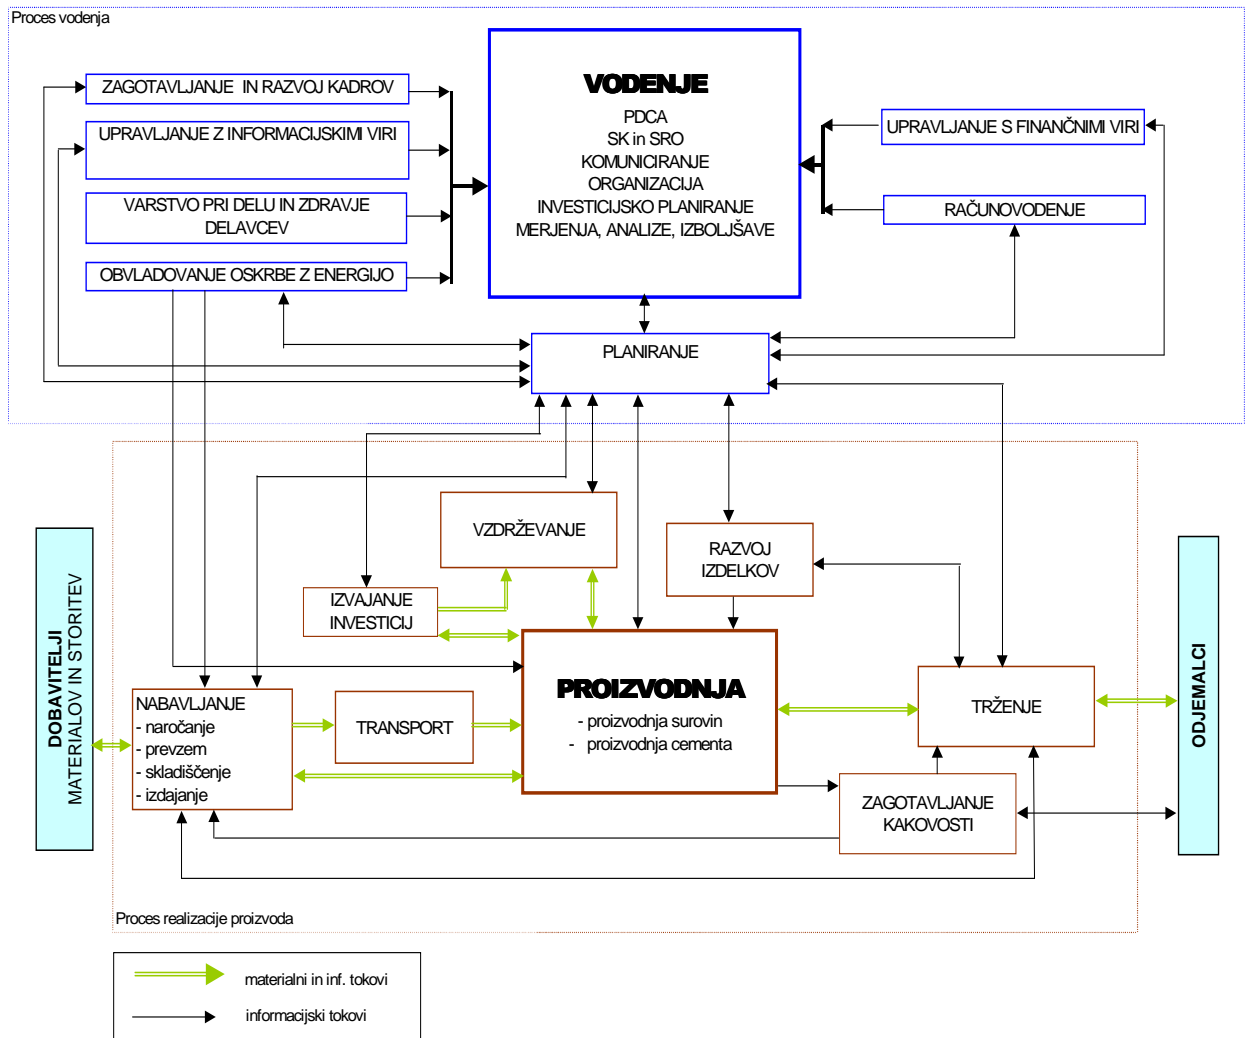 Proces vodenja
VODENJE
PDCA
SK in SRO
KOMUNICIRANJE
ORGANIZACIJA
INVESTICIJSKO PLANIRANJE
MERJENJA, ANALIZE, IZBOLJŠAVE
ZAGOTAVLJANJE IN RAZVOJ KADROV
UPRAVLJANJE Z INFORMACIJSKIMI VIRI
VARSTVO PRI DELU IN ZDRAVJE
DELAVCEV
OBVLADOVANJE OSKRBE Z ENERGIJO
UPRAVLJANJE S FINANČNIMI VIRI
RAČUNOVODENJE
PLANIRANJE
VZDRŽEVANJE
RAZVOJ
IZDELKOV
IZVAJANJE
INVESTICIJ
DOBAVITELJI
MATERIALOV IN STORITEV
NABAVLJANJE
- naročanje
- prevzem
- skladiščenje
- izdajanje
TRANSPORT
PROIZVODNJA
- proizvodnja surovin
- proizvodnja cementa
TRŽENJE
ODJEMALCI
ZAGOTAVLJANJE
KAKOVOSTI
Proces realizacije proizvoda
materialni in inf. tokovi
informacijski tokovi